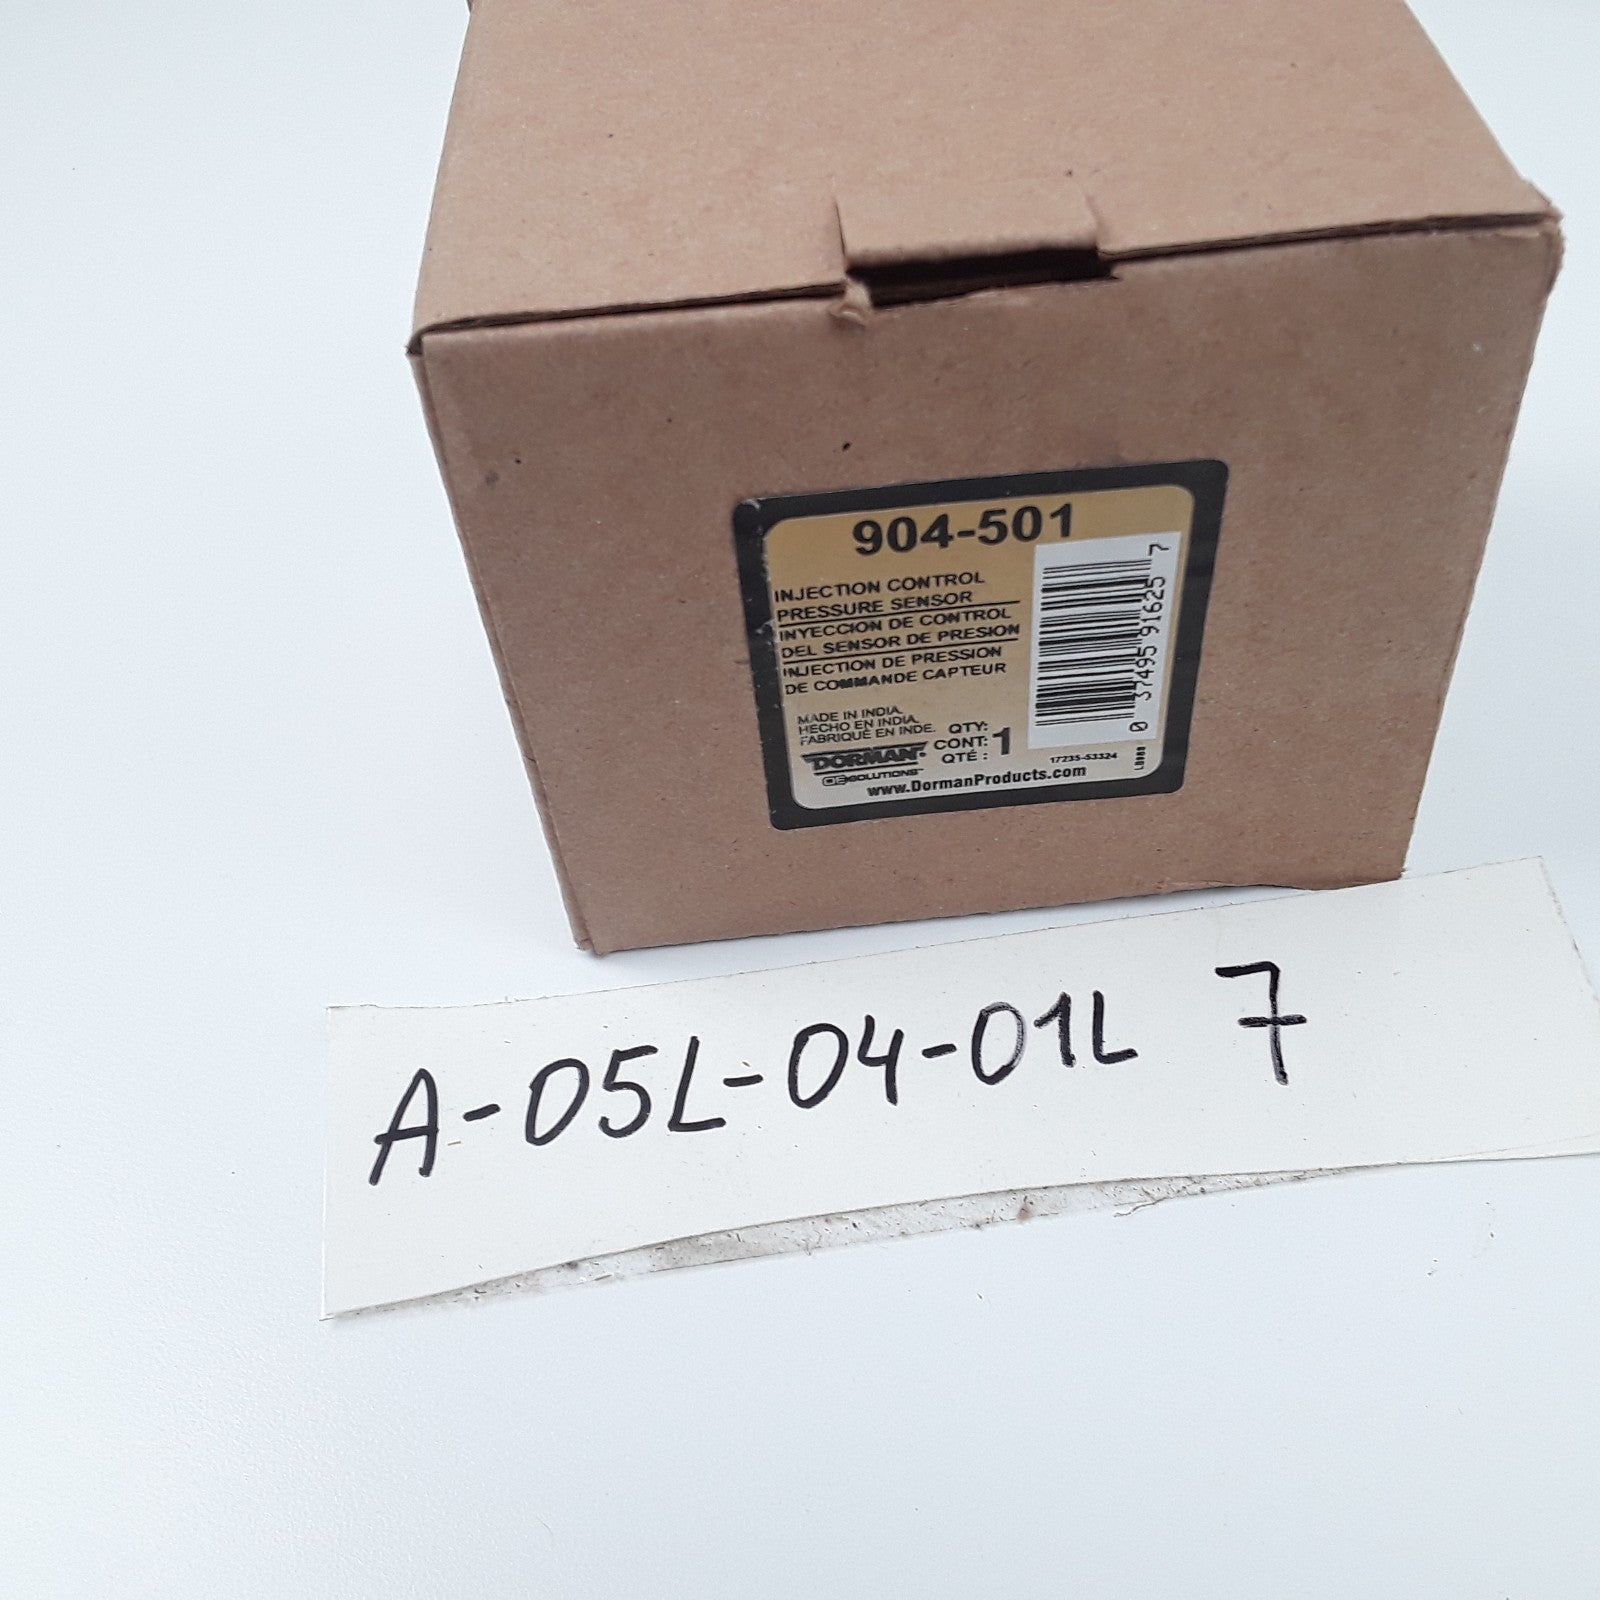 904-501
INJECTION CONTROL
PRESSURE SENSOR
INYECCION DE CONTROL
DEL SENSOR DE PRESION
INJECTION DE PRESSION
DE COMMANDE CAPTEUR
MADE IN INDIA.
HECHO EN INDIA.
FABRIQUÉ EN INDE.
QTY:
CONT: 1
QTÉ :
DORMAN
OE SOLUTIONS
www.DormanProducts.com
17235-53324
0 37495 91625 7
A-05L-04-01L 7